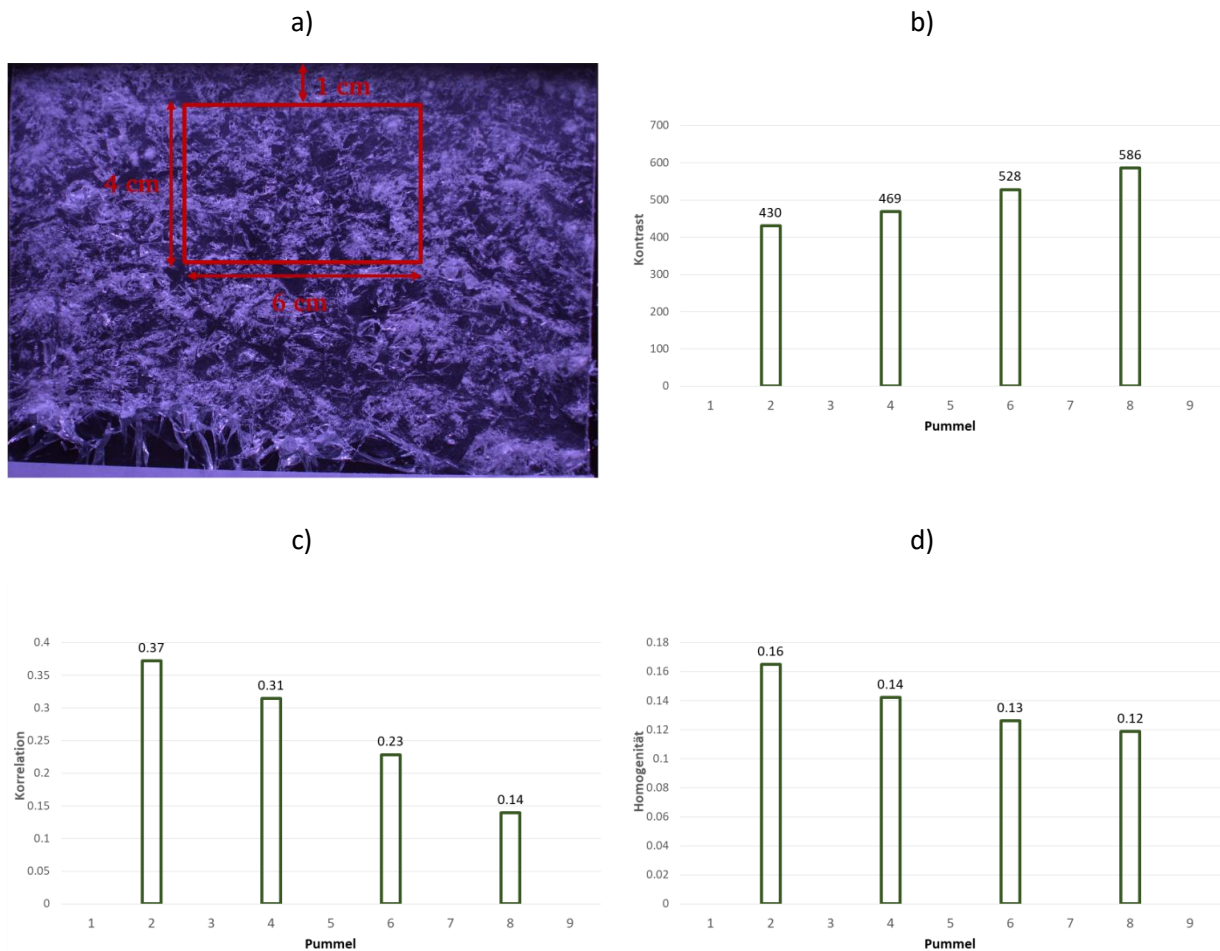 a)
1 cm
4 cm
6 cm
b)
700
600
500
400
300
200
100
0
430
469
528
586
1 2 3 4 5 6 7 8 9
Kontrast
Pummel
c)
0.4
0.35
0.3
0.25
0.2
0.15
0.1
0.05
0
0.37
0.31
0.23
0.14
1 2 3 4 5 6 7 8 9
Korrelation
Pummel
d)
0.18
0.16
0.14
0.12
0.1
0.08
0.06
0.04
0.02
0
0.16
0.14
0.13
0.12
1 2 3 4 5 6 7 8 9
Homogenität
Pummel